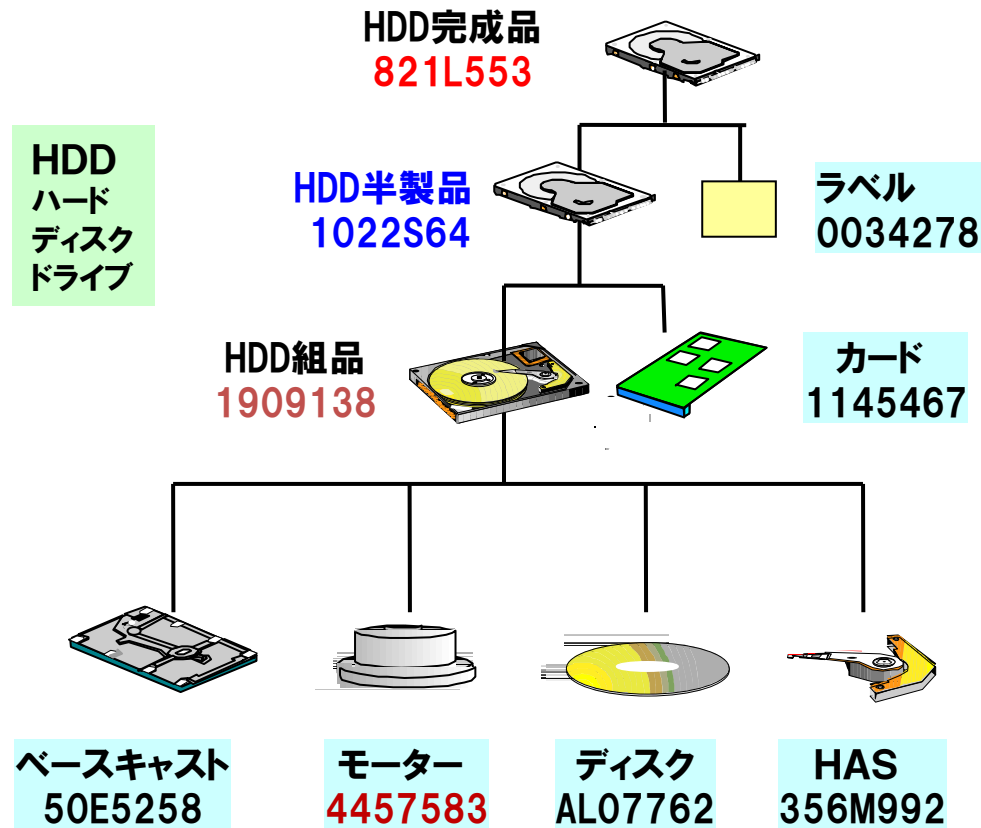 HDD完成品
821L553
HDD
ハード
ディスク
ドライブ
HDD半製品
1022S64
ラベル
0034278
HDD組品
1909138
カード
1145467
ベースキャスト
50E5258
モーター
4457583
ディスク
AL07762
HAS
356M992